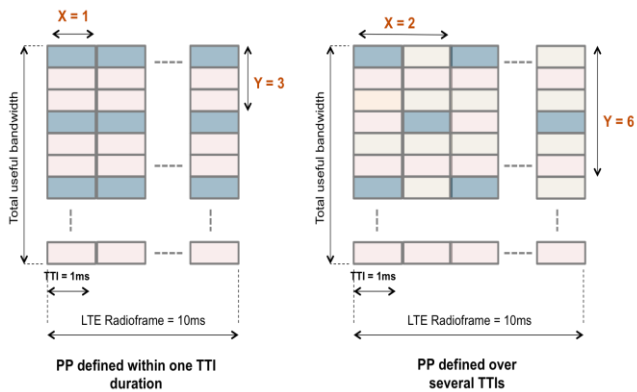 X = 1
Y = 3
Total useful bandwidth
TTI = 1ms
LTE Radioframe = 10ms
PP defined within one TTI
duration
X = 2
Y = 6
Total useful bandwidth
TTI = 1ms
LTE Radioframe = 10ms
PP defined over
several TTIs